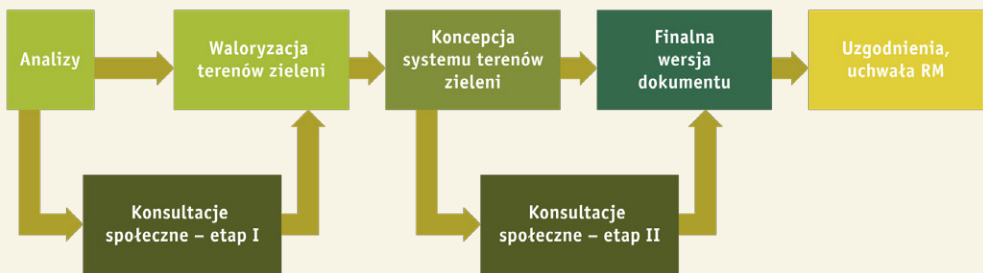 Analizy
Waloryzacja
terenów zieleni
Koncepcja
systemu terenów
zieleni
Finalna
wersja
dokumentu
Uzgodnienia,
uchwała RM
Konsultacje
społeczne – etap I
Konsultacje
społeczne – etap II